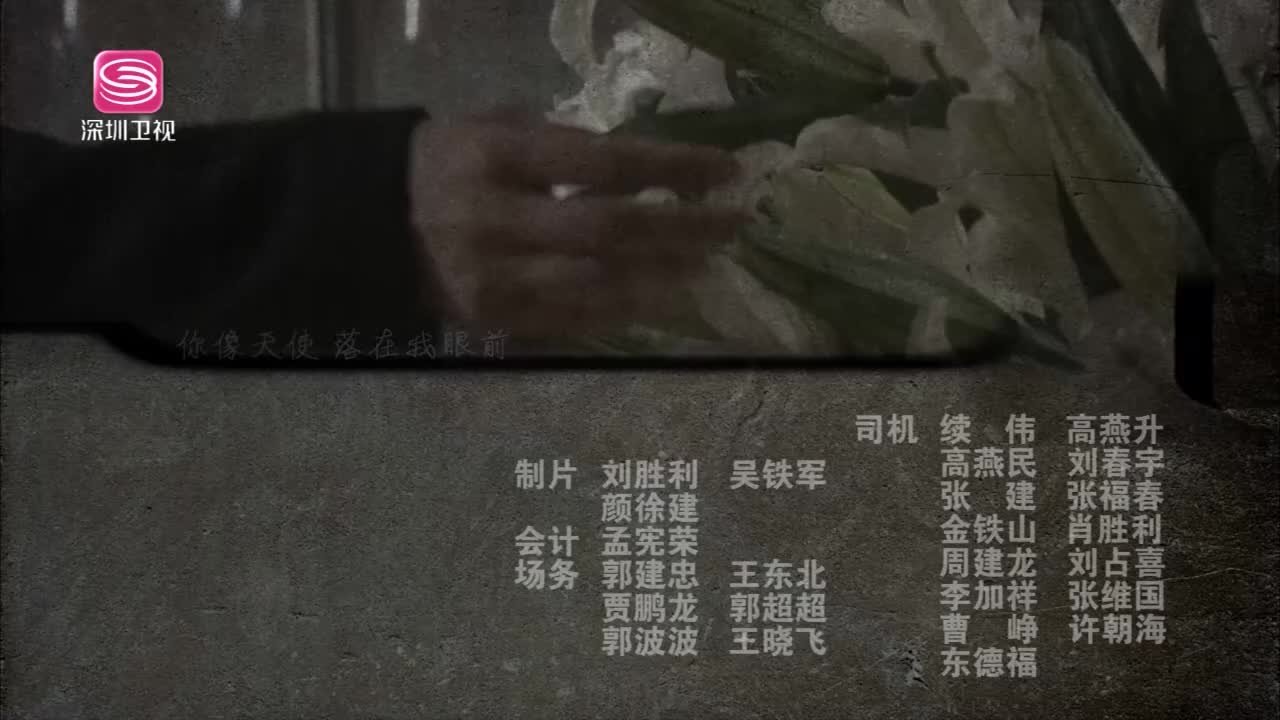 深圳卫视
你像天使 落在我眼前
制片 刘胜利 吴铁军
颜徐建
会计 孟宪荣
场务 郭建忠 王东北
贾鹏龙 郭超超
郭波波 王晓飞
司机 续 伟 高燕升
高燕民 刘春宇
张 建 张福春
金铁山 肖胜利
周建龙 刘占喜
李加祥 张维国
曹 峥 许朝海
东德福